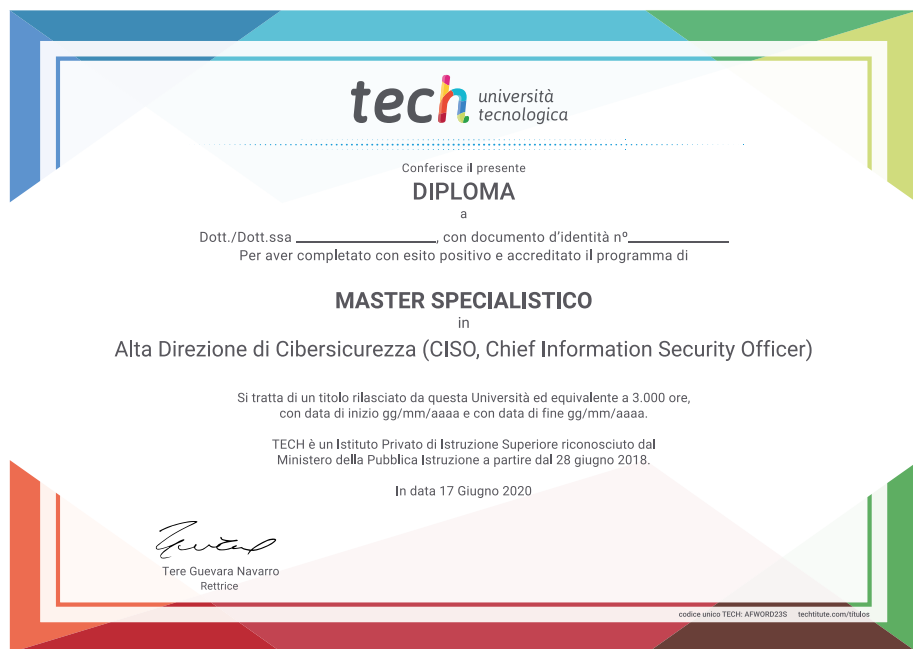 tech università
tecnologica
Conferisce il presente
DIPLOMA
a
Dott./Dott.ssa ________________, con documento d'identità nº____________
Per aver completato con esito positivo e accreditato il programma di
MASTER SPECIALISTICO
in
Alta Direzione di Cibersicurezza (CISO, Chief Information Security Officer)
Si tratta di un titolo rilasciato da questa Università ed equivalente a 3.000 ore,
con data di inizio gg/mm/aaaa e con data di fine gg/mm/aaaa.
TECH è un Istituto Privato di Istruzione Superiore riconosciuto dal
Ministero della Pubblica Istruzione a partire dal 28 giugno 2018.
In data 17 Giugno 2020
Tere Guevara Navarro
Rettrice
codice unico TECH: AFWORD23S techtitute.com/titulos